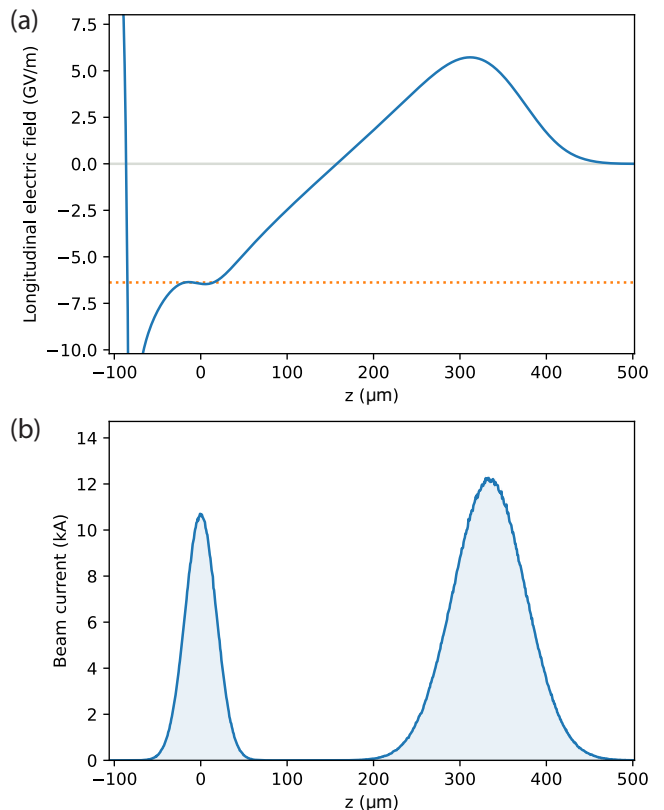 (a)
Longitudinal electric field (GV/m)
7.5
5.0
2.5
0.0
−2.5
−5.0
−7.5
−10.0
−100 0 100 200 300 400 500
z (μm)
(b)
Beam current (kA)
14
12
10
8
6
4
2
0
−100 0 100 200 300 400 500
z (μm)